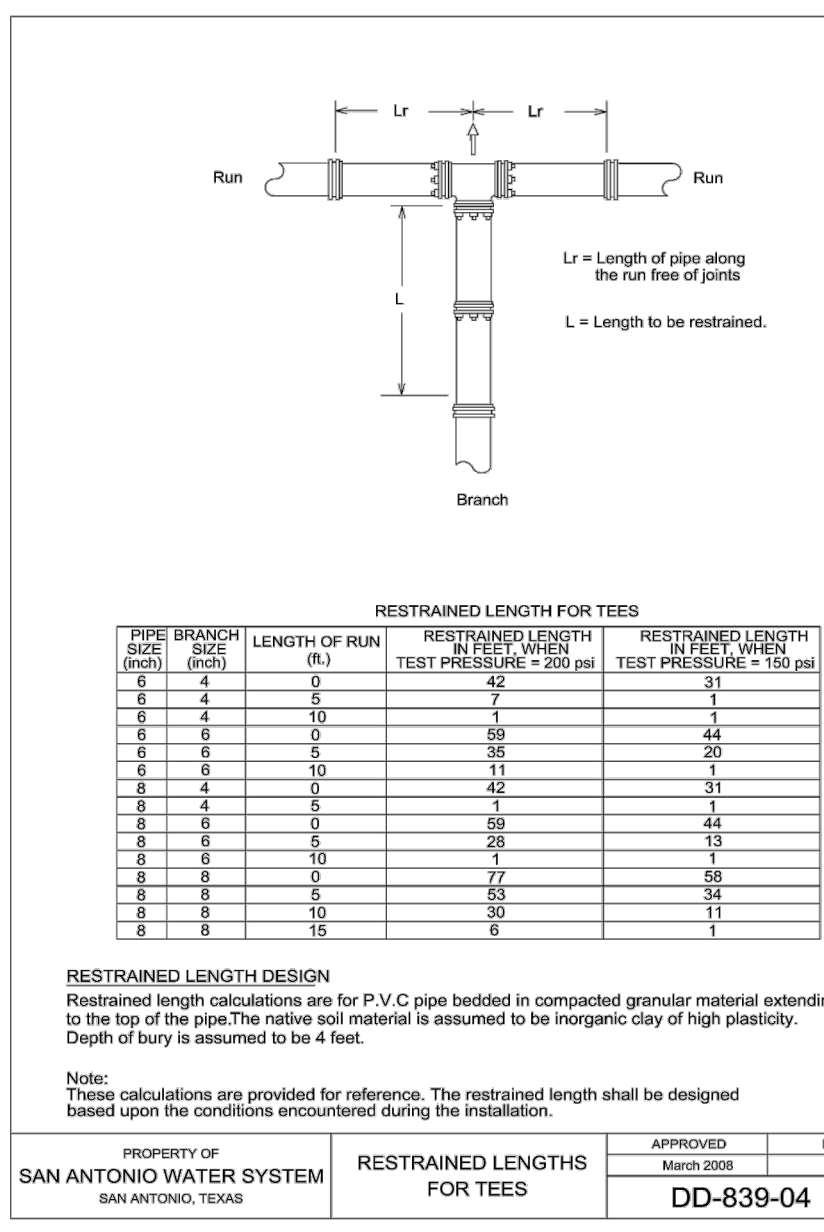 Lr Lr
Run Run
Lr = Length of pipe along
the run free of joints
L
L = Length to be restrained.
Branch
RESTRAINED LENGTH FOR TEES
PIPE SIZE (inch) BRANCH SIZE (inch) LENGTH OF RUN (ft.) RESTRAINED LENGTH IN FEET, WHEN TEST PRESSURE = 200 psi RESTRAINED LENGTH IN FEET, WHEN TEST PRESSURE = 150 psi
6 4 0 42 31
6 4 5 7 1
6 4 10 1 1
6 6 0 59 44
6 6 5 35 20
6 6 10 11 1
8 4 0 42 31
8 4 5 1 1
8 6 0 59 44
8 6 5 28 13
8 6 10 1 1
8 8 0 77 58
8 8 5 53 34
8 8 10 30 11
8 8 15 6 1
RESTRAINED LENGTH DESIGN
Restrained length calculations are for P.V.C pipe bedded in compacted granular material
to the top of the pipe.The native soil material is assumed to be inorganic clay of high plasticity.
Depth of bury is assumed to be 4 feet.
Note:
These calculations are provided for reference. The restrained length shall be designed
based upon the conditions encountered during the installation.
PROPERTY OF
SAN ANTONIO WATER SYSTEM
SAN ANTONIO, TEXAS
RESTRAINED LENGTHS
FOR TEES
APPROVED
March 2008
DD-839-04